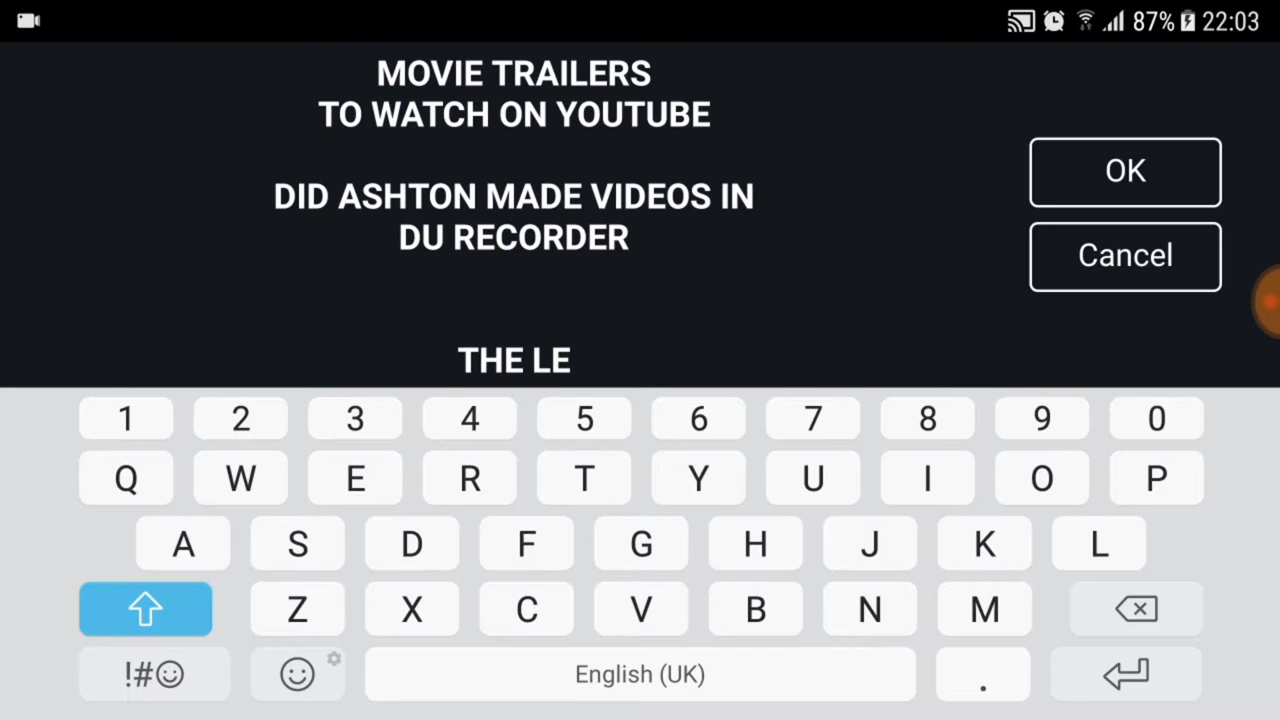 87% 22:03
MOVIE TRAILERS
TO WATCH ON YOUTUBE
DID ASHTON MADE VIDEOS IN
DU RECORDER
THE LE
OK
Cancel
1 2 3 4 5 6 7 8 9 0
Q W E R T Y U I O P
A S D F G H J K L
Z X C V B N M
!#☺ English (UK) .